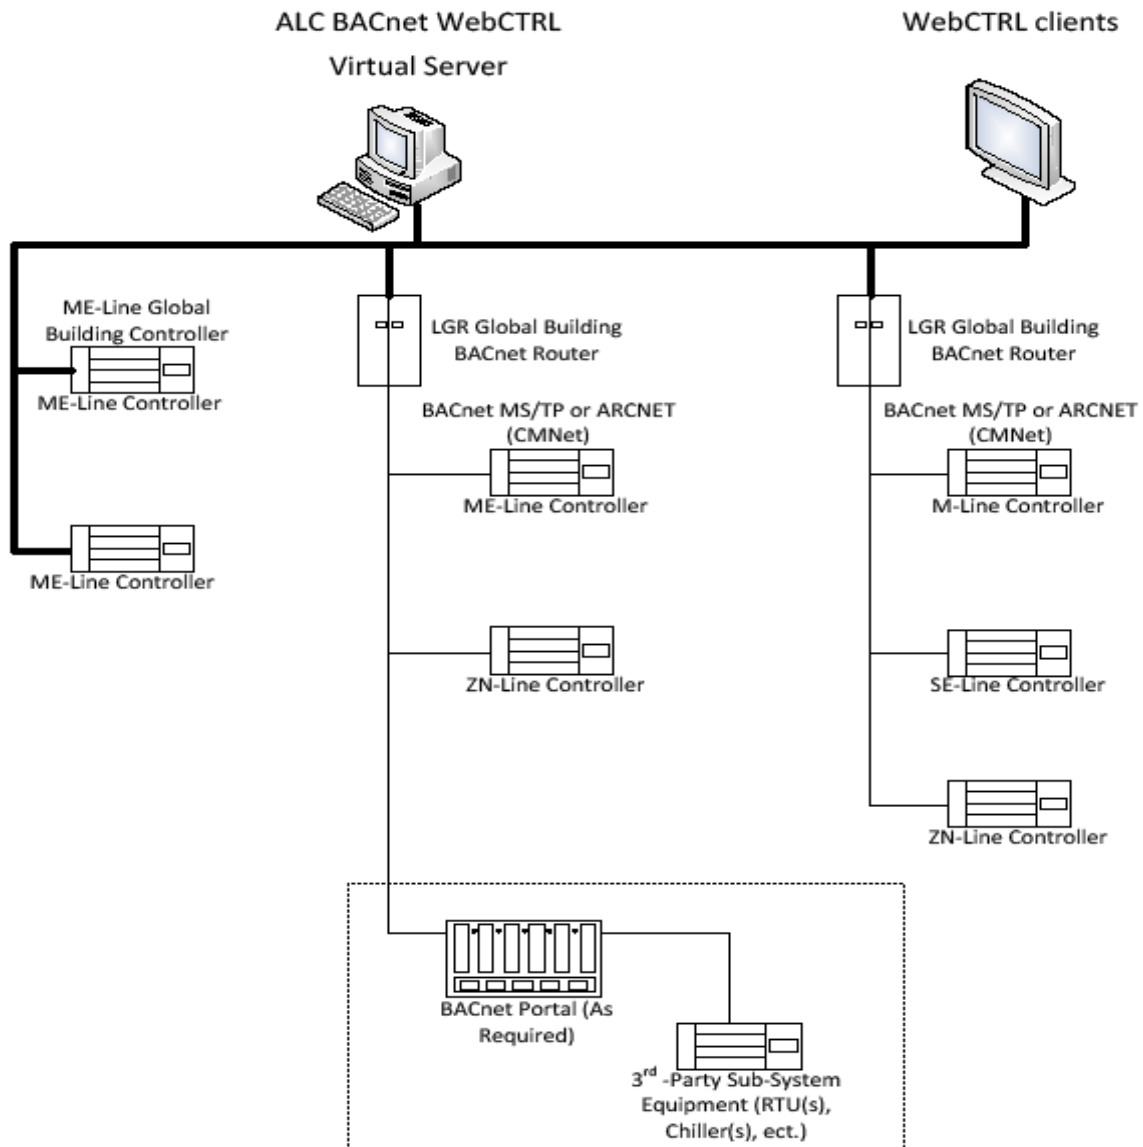 ALC BACnet WebCTRL
Virtual Server
WebCTRL clients
ME-Line Global
Building Controller
ME-Line Controller
ME-Line Controller
LGR Global Building
BACnet Router
BACnet MS/TP or ARCNET
(CMNet)
ME-Line Controller
ZN-Line Controller
LGR Global Building
BACnet Router
BACnet MS/TP or ARCNET
(CMNet)
M-Line Controller
SE-Line Controller
ZN-Line Controller
BACnet Portal (As
Required)
3rd -Party Sub-System
Equipment (RTU(s),
Chiller(s), ect.)